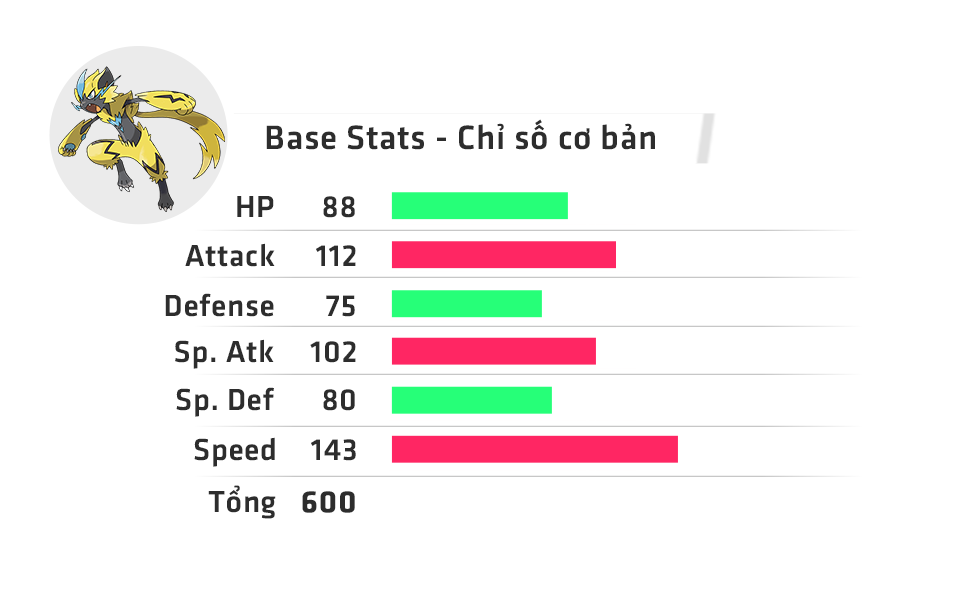 Base Stats - Chỉ số cơ bản
HP 88
Attack 112
Defense 75
Sp. Atk 102
Sp. Def 80
Speed 143
Tổng 600